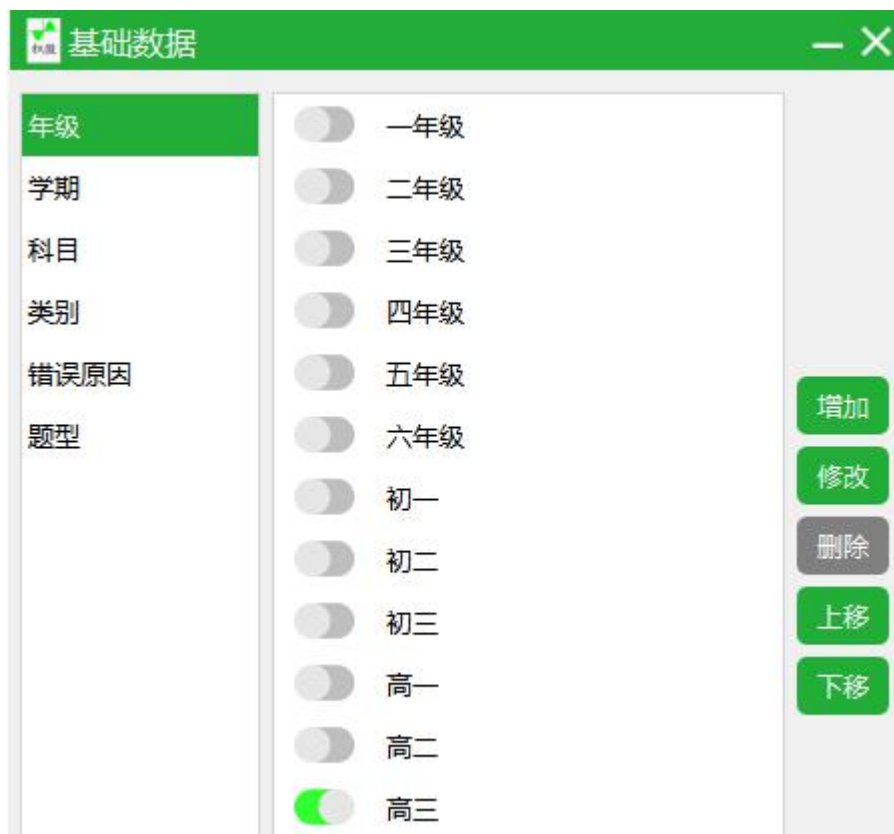 基础数据
年级
学期
科目
类别
错误原因
题型
一年级
二年级
三年级
四年级
五年级
六年级
初一
初二
初三
高一
高二
高三
增加
修改
删除
上移
下移